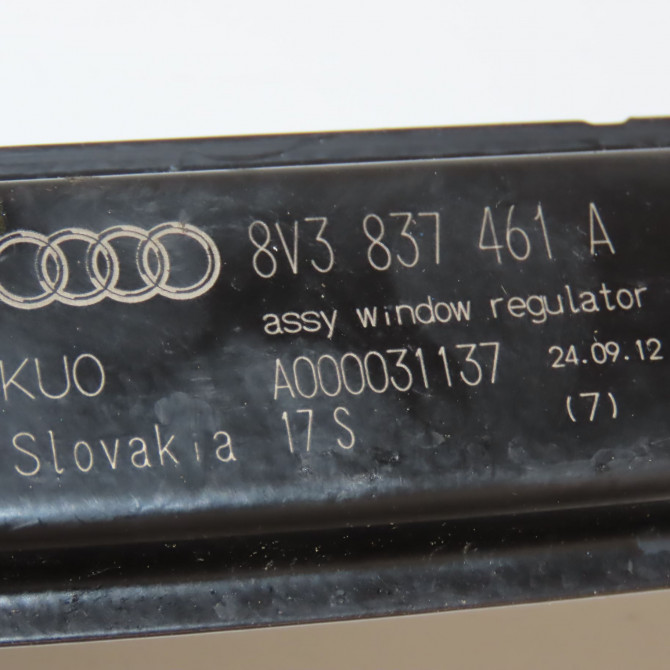 8V3 837 461 A
assy window regulator
KUO A000031137 24.09.12
(7)
Slovakia 17 S